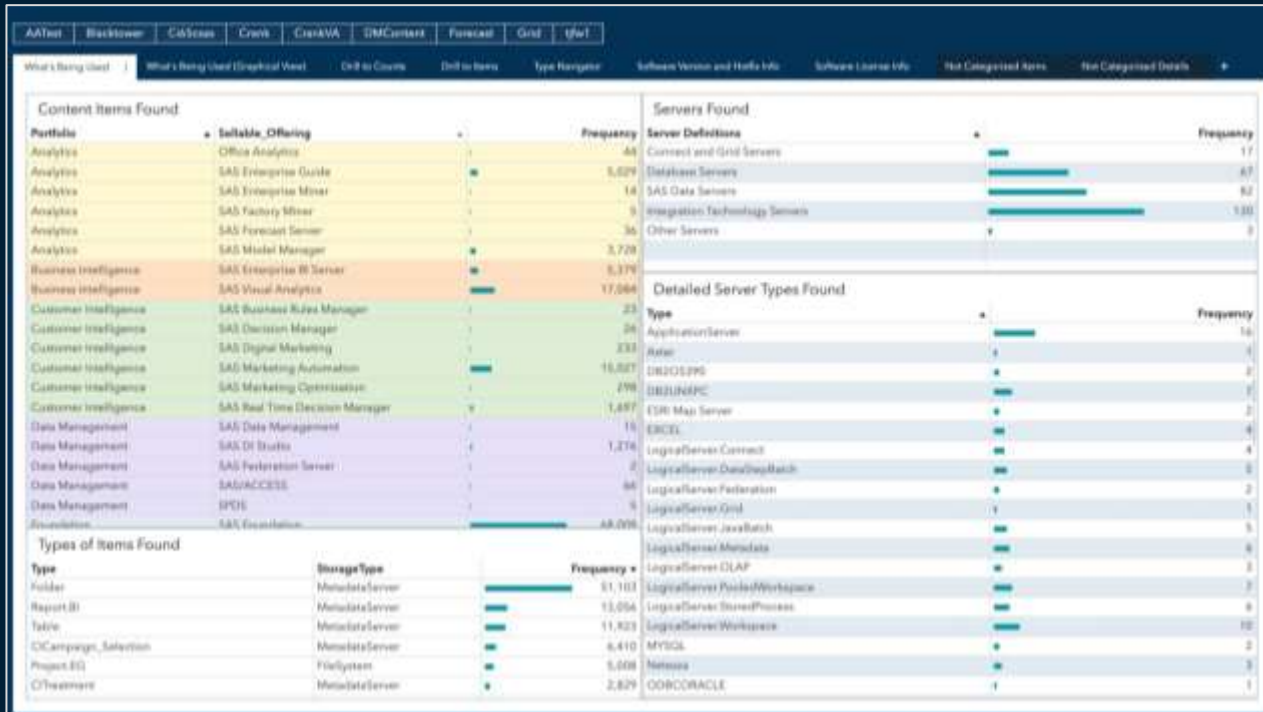 AATest Blacktower CobScous Crank CrankVA DMContent Forecast Grid
What's Being Used What's Being Used (Graphical View) Drill to Counts Drill to Items Type Navigator Software Version and Hotfix Info Software License Info Not Categorized Items Not Categorized Details +
Content Items Found
Portfolio Sellable_Offering Frequency
Analytics Office Analytics 44
Analytics SAS Enterprise Guide 5,029
Analytics SAS Enterprise Miner 14
Analytics SAS Factory Miner 5
Analytics SAS Forecast Server 36
Analytics SAS Model Manager 3,728
Business Intelligence SAS Enterprise BI Server 5,379
Business Intelligence SAS Visual Analytics 17,084
Customer Intelligence SAS Business Rules Manager 23
Customer Intelligence SAS Decision Manager 26
Customer Intelligence SAS Digital Marketing 233
Customer Intelligence SAS Marketing Automation 15,027
Customer Intelligence SAS Marketing Optimization 298
Customer Intelligence SAS Real Time Decision Manager 1,697
Data Management SAS Data Management 15
Data Management SAS DI Studio 1,276
Data Management SAS Federation Server 2
Data Management SAS/ACCESS 66
Data Management SPDS 5
Foundation SAS Foundation 68,009
Types of Items Found
Type StorageType Frequency
Folder MetadataServer 51,103
Report.BI MetadataServer 13,056
Table MetadataServer 11,923
CICampaign_Selection MetadataServer 6,410
Project.EG FileSystem 5,008
CITreatment MetadataServer 2,829
Servers Found
Server Definitions Frequency
Connect and Grid Servers 17
Database Servers 67
SAS Data Servers 82
Integration Technology Servers 130
Other Servers 3
Detailed Server Types Found
Type Frequency
ApplicationServer 16
Aster 1
DB2OS390 2
DB2UNXPC 7
ESRI Map Server 2
EXCEL 4
LogicalServer.Connect 4
LogicalServer.DataStepBatch 5
LogicalServer.Federation 2
LogicalServer.Grid 1
LogicalServer.JavaBatch 5
LogicalServer.Metadata 6
LogicalServer.OLAP 3
LogicalServer.PooledWorkspace 7
LogicalServer.StoredProcess 6
LogicalServer.Workspace 10
MYSQL 2
Netezza 3
ODBCORACLE 1